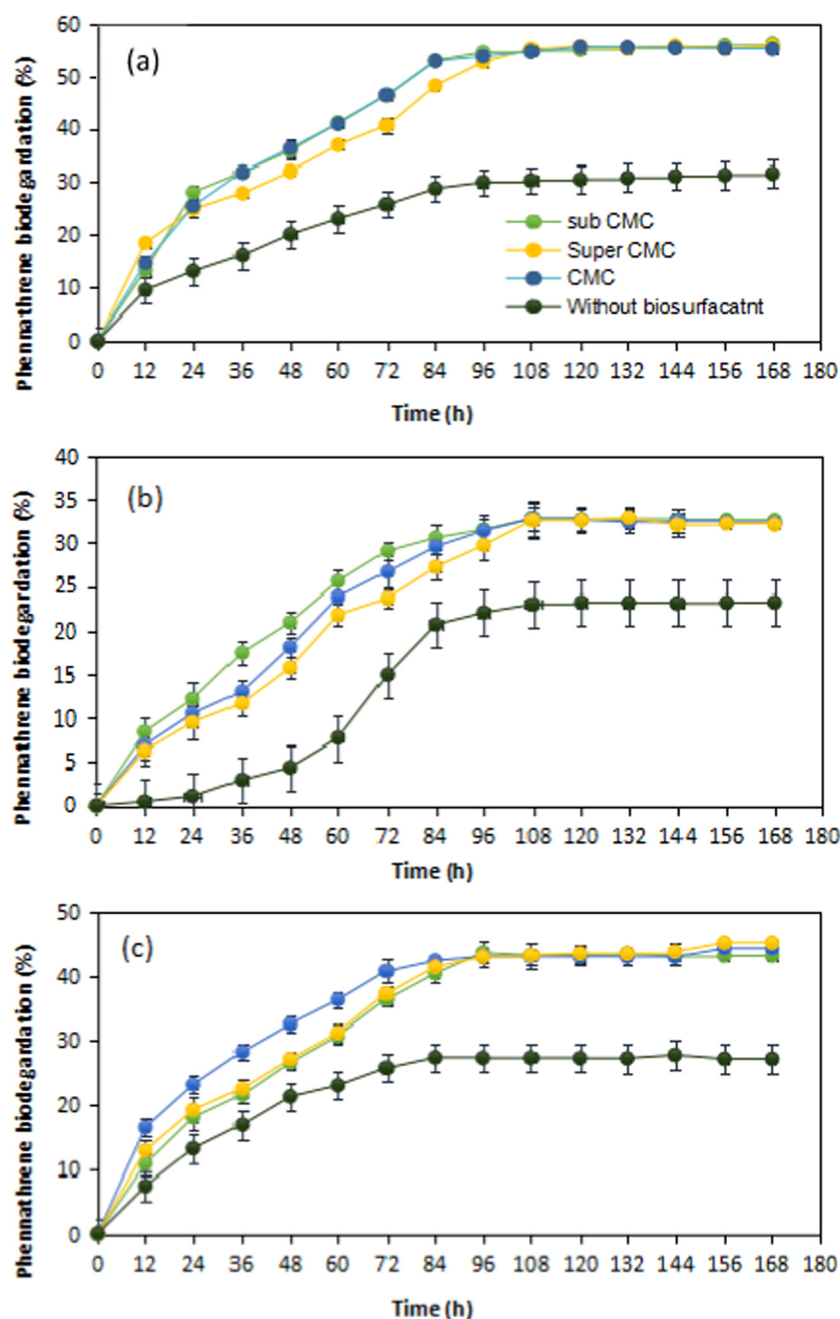 60
(a)
50
40
30
20
10
0
Phennathrene biodegardation (%)
sub CMC
Super CMC
CMC
Without biosurfacatnt
0 12 24 36 48 60 72 84 96 108 120 132 144 156 168 180
Time (h)
40
(b)
35
30
25
20
15
10
5
0
Phennathrene biodegardation (%)
0 12 24 36 48 60 72 84 96 108 120 132 144 156 168 180
Time (h)
50
(c)
40
30
20
10
0
Phennathrene biodegardation (%)
0 12 24 36 48 60 72 84 96 108 120 132 144 156 168 180
Time (h)